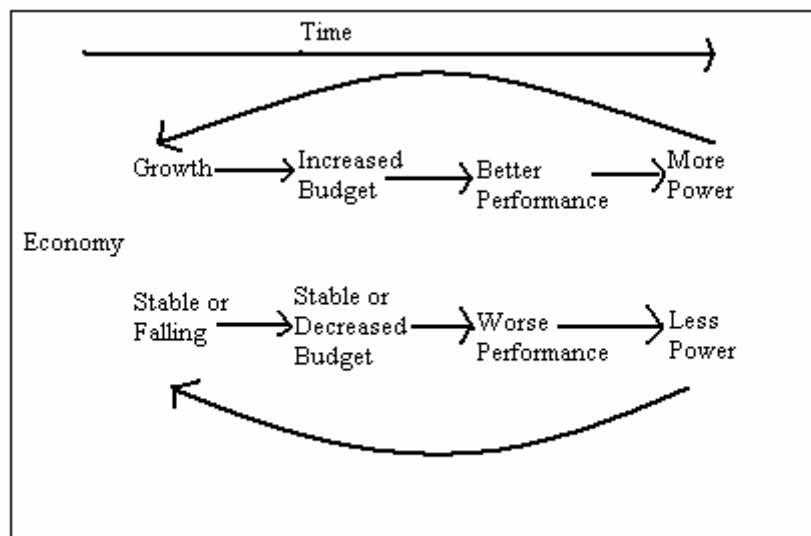 Time
Growth
Increased
Budget
Better
Performance
More
Power
Economy
Stable or
Falling
Stable or
Decreased
Budget
Worse
Performance
Less
Power